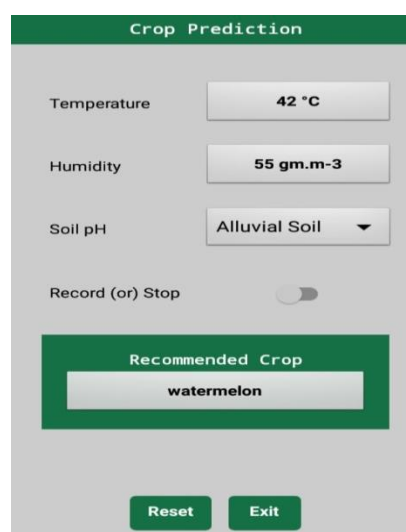 Crop Prediction
Temperature 42 °C
Humidity 55 gm.m-3
Soil pH Alluvial Soil
Record (or) Stop
Recommended Crop
watermelon
Reset Exit